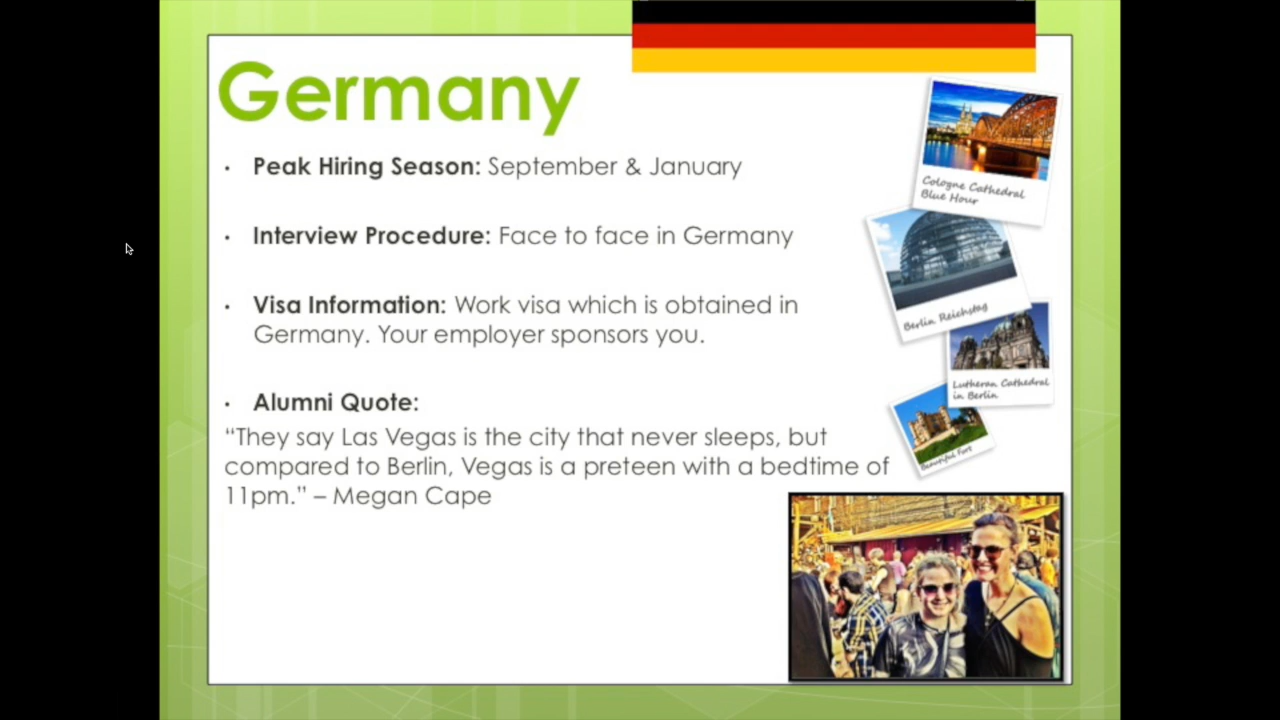 Germany
• Peak Hiring Season: September & January
• Interview Procedure: Face to face in Germany
• Visa Information: Work visa which is obtained in
Germany. Your employer sponsors you.
• Alumni Quote:
“They say Las Vegas is the city that never sleeps, but
compared to Berlin, Vegas is a preteen with a bedtime of
11pm.” – Megan Cape
Cologne Cathedral
Blue Hour
Berlin Reichstag
Lutheran Cathedral
in Berlin
Beautiful Fort